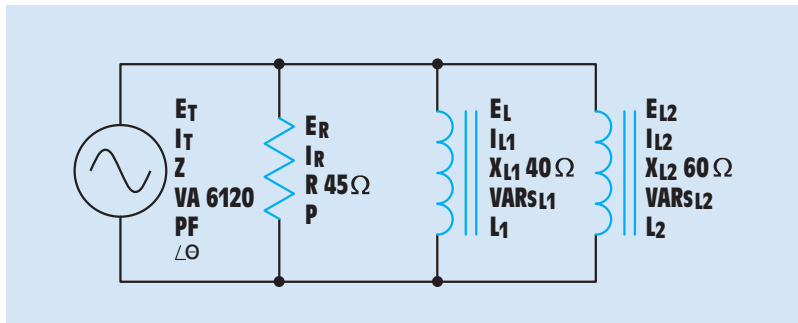 ET
IT
Z
VA 6120
PF
∠Θ
ER
IR
R 45Ω
P
EL
IL1
XL1 40Ω
VARSL1
L1
EL2
IL2
XL2 60Ω
VARSL2
L2